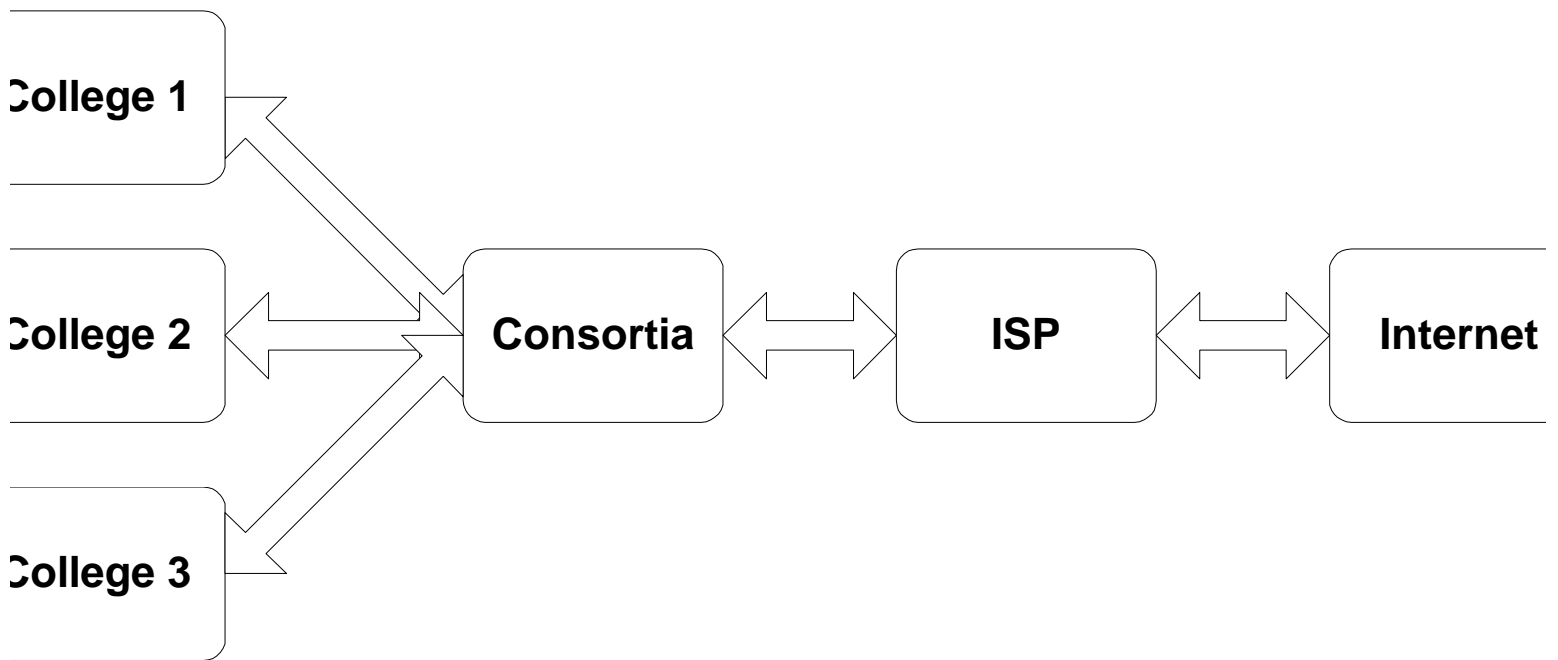 College 1
College 2
Consortia
ISP
Internet
College 3